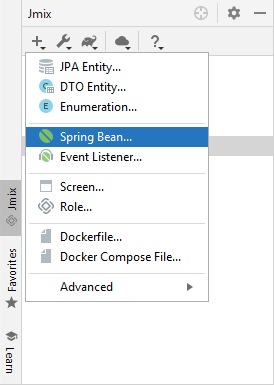 Jmix
JPA Entity...
DTO Entity...
Enumeration...
Spring Bean...
Event Listener...
Screen...
Role...
Dockerfile...
Docker Compose File...
Advanced
Jmix
Favorites
Learn